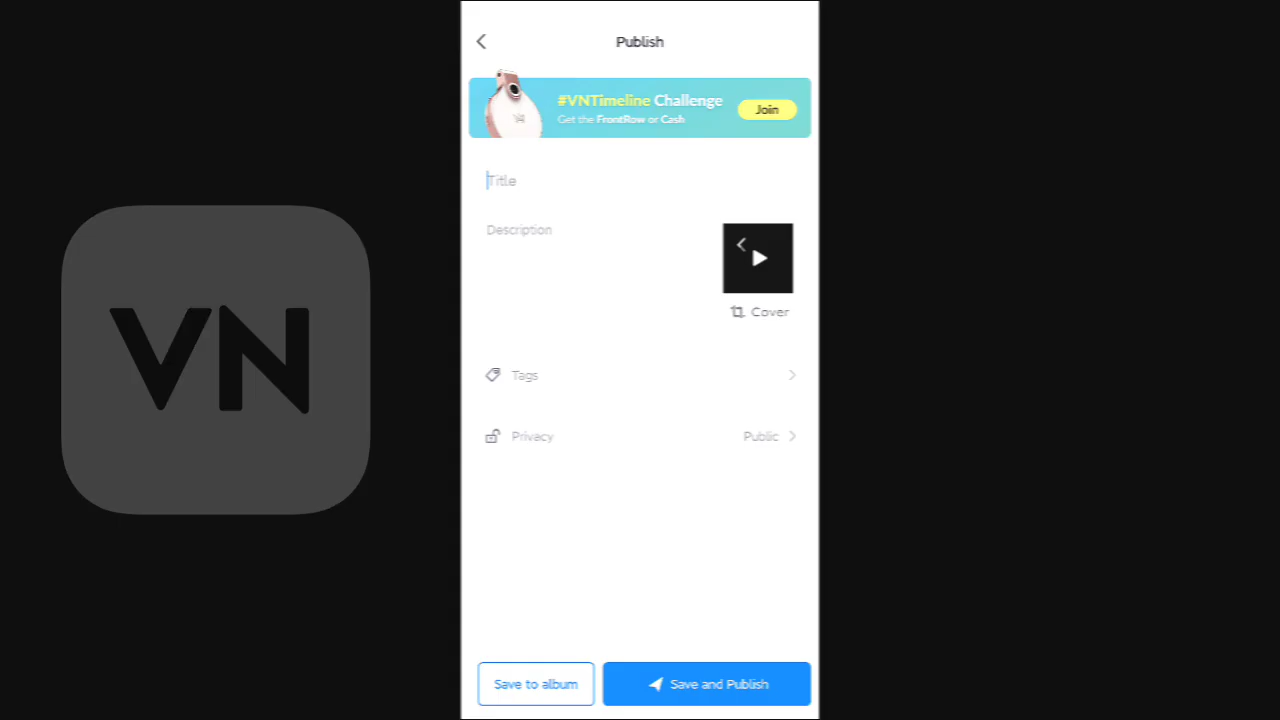 Publish
#VNTimeline Challenge
Get the FrontRow or Cash
Join
Title
Description
Cover
Tags
Privacy
Public
VN
Save to album
Save and Publish